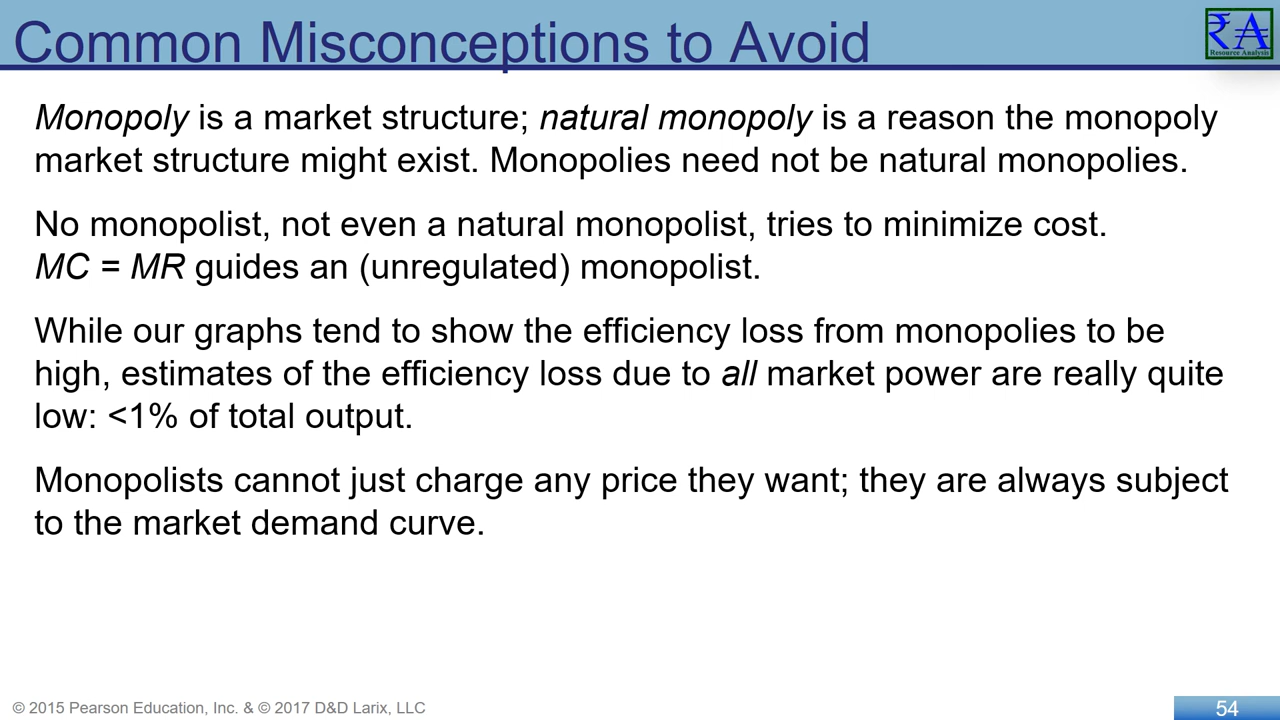 Common Misconceptions to Avoid
₹A
Resource Analysis
Monopoly is a market structure; natural monopoly is a reason the monopoly
market structure might exist. Monopolies need not be natural monopolies.
No monopolist, not even a natural monopolist, tries to minimize cost.
MC = MR guides an (unregulated) monopolist.
While our graphs tend to show the efficiency loss from monopolies to be
high, estimates of the efficiency loss due to all market power are really quite
low: <1% of total output.
Monopolists cannot just charge any price they want; they are always subject
to the market demand curve.
© 2015 Pearson Education, Inc. & © 2017 D&D Larix, LLC
54